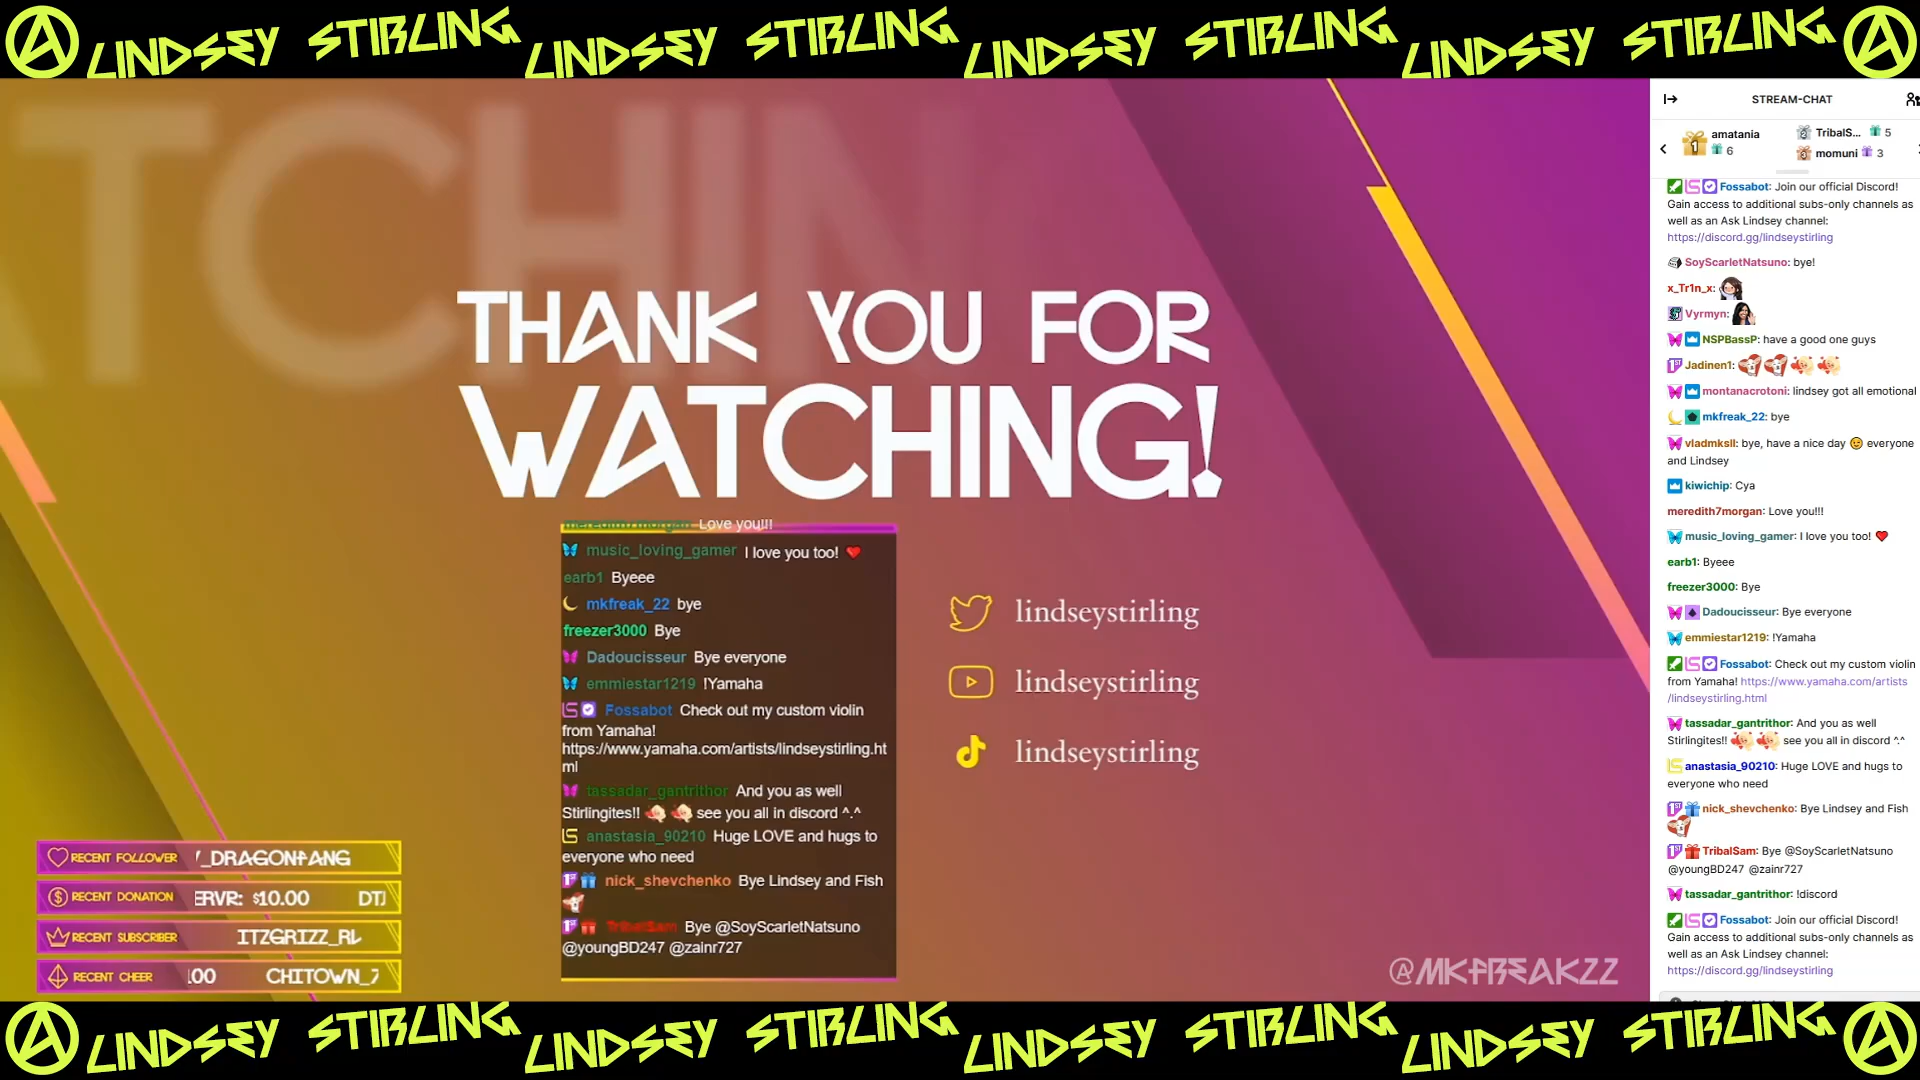 LINDSEY STIRLING LINDSEY STIRLING LINDSEY STIRLING LINDSEY STIRLING
THANK YOU FOR
WATCHING!
Love you!!!
music_loving_gamer I love you too!
earb1 Byeee
mkfreak_22 bye
freezer3000 Bye
Dadoucisseur Bye everyone
emmiestar1219 !Yamaha
Fossabot Check out my custom violin
from Yamaha!
https://www.yamaha.com/artists/lindseystirling.ht
ml
tassadar_gantrithor And you as well
Stirlingites!! see you all in discord ^.^
anastasia_90210 Huge LOVE and hugs to
everyone who need
nick_shevchenko Bye Lindsey and Fish
TribalSam Bye @SoyScarletNatsuno
@youngBD247 @zainr727
lindseystirling
lindseystirling
lindseystirling
RECENT FOLLOWER _DRAGONFANG
RECENT DONATION ERVR: $10.00 DT
RECENT SUBSCRIBER ITZGRIZZ_RL
RECENT CHEER 00 CHITOWN_7
@MKFREAKZZ
STREAM-CHAT
1 amatania
6
2 TribalS... 5
3 momuni 3
Fossabot: Join our official Discord!
Gain access to additional subs-only channels as
well as an Ask Lindsey channel:
https://discord.gg/lindseystirling
SoyScarletNatsuno: bye!
x_Tr1n_x:
Vyrmyn:
NSPBassP: have a good one guys
Jadinen1:
montanacrotoni: lindsey got all emotional
mkfreak_22: bye
vladmksll: bye, have a nice day everyone
and Lindsey
kiwichip: Cya
meredith7morgan: Love you!!!
music_loving_gamer: I love you too!
earb1: Byeee
freezer3000: Bye
Dadoucisseur: Bye everyone
emmiestar1219: !Yamaha
Fossabot: Check out my custom violin
from Yamaha! https://www.yamaha.com/artists
/lindseystirling.html
tassadar_gantrithor: And you as well
Stirlingites!! see you all in discord ^.^
anastasia_90210: Huge LOVE and hugs to
everyone who need
nick_shevchenko: Bye Lindsey and Fish
TribalSam: Bye @SoyScarletNatsuno
@youngBD247 @zainr727
tassadar_gantrithor: !discord
Fossabot: Join our official Discord!
Gain access to additional subs-only channels as
well as an Ask Lindsey channel:
https://discord.gg/lindseystirling
LINDSEY STIRLING LINDSEY STIRLING LINDSEY STIRLING LINDSEY STIRLING